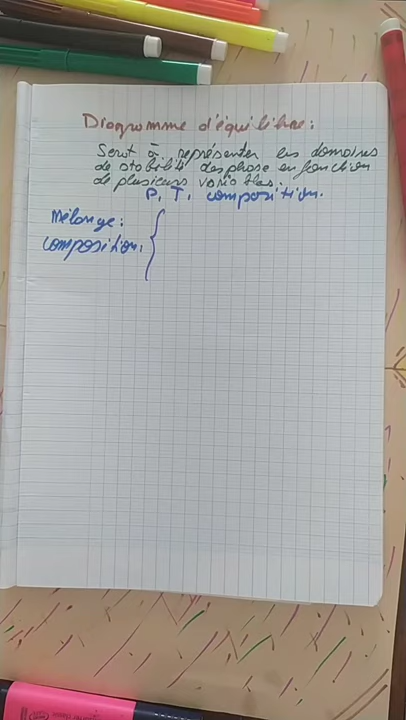 Diagramme d'équilibre :
Sert à représenter les domaines
de stabilité des phase en fonction
de plusieurs variables.
P, T, composition.
Mélange :
composition. {